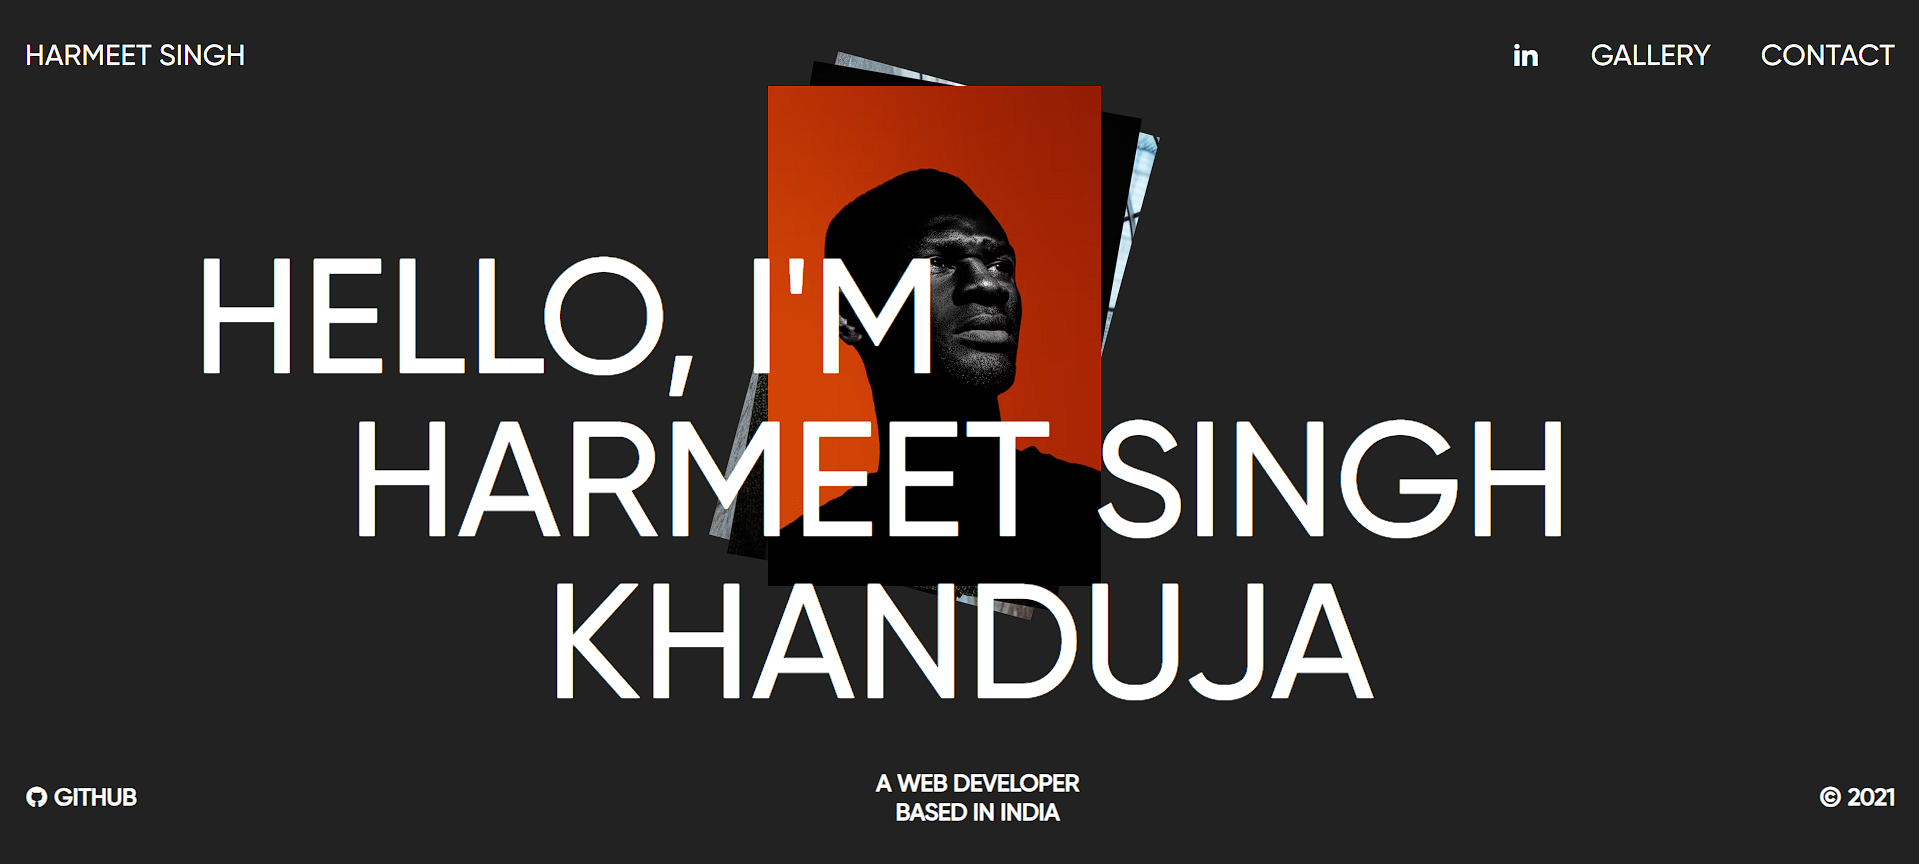 HARMEET SINGH
in GALLERY CONTACT
HELLO, I'M
HARMEET SINGH
KHANDUJA
GITHUB
A WEB DEVELOPER
BASED IN INDIA
© 2021